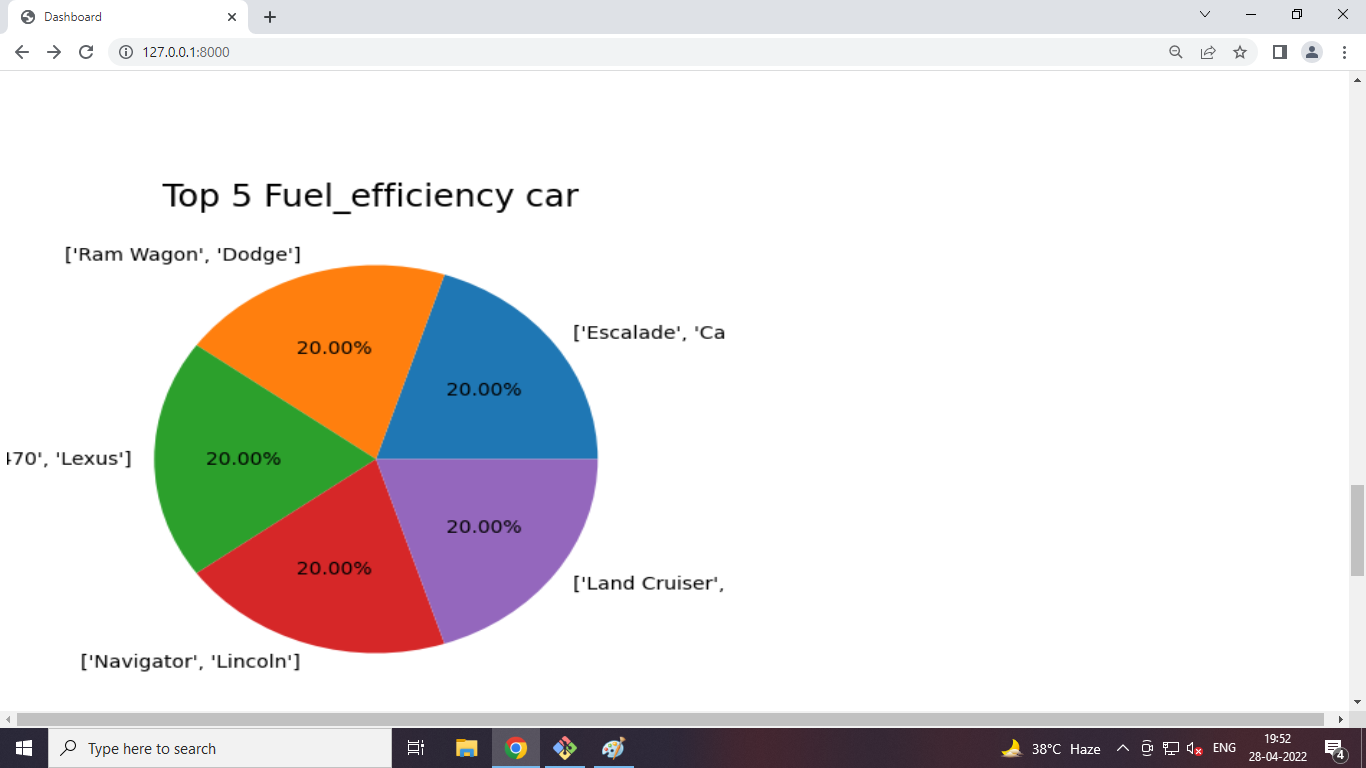 Dashboard
127.0.0.1:8000
Top 5 Fuel_efficiency car
['Ram Wagon', 'Dodge']
['Escalade', 'Ca
20.00%
20.00%
470', 'Lexus']
20.00%
20.00%
20.00%
['Land Cruiser',
['Navigator', 'Lincoln']
Type here to search
38°C Haze
ENG
19:52
28-04-2022
4